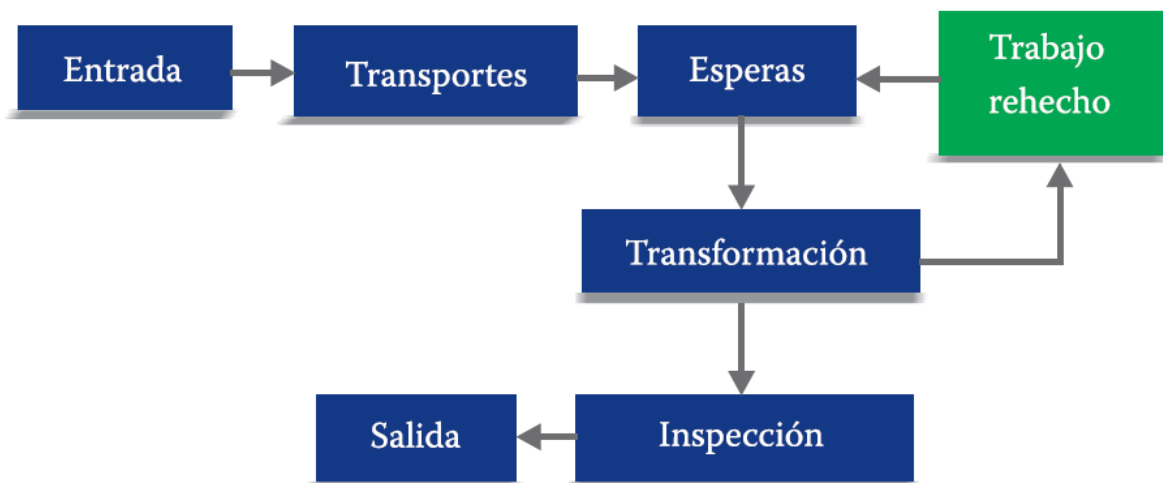 Entrada
Transportes
Esperas
Trabajo
rehecho
Transformación
Salida
Inspección